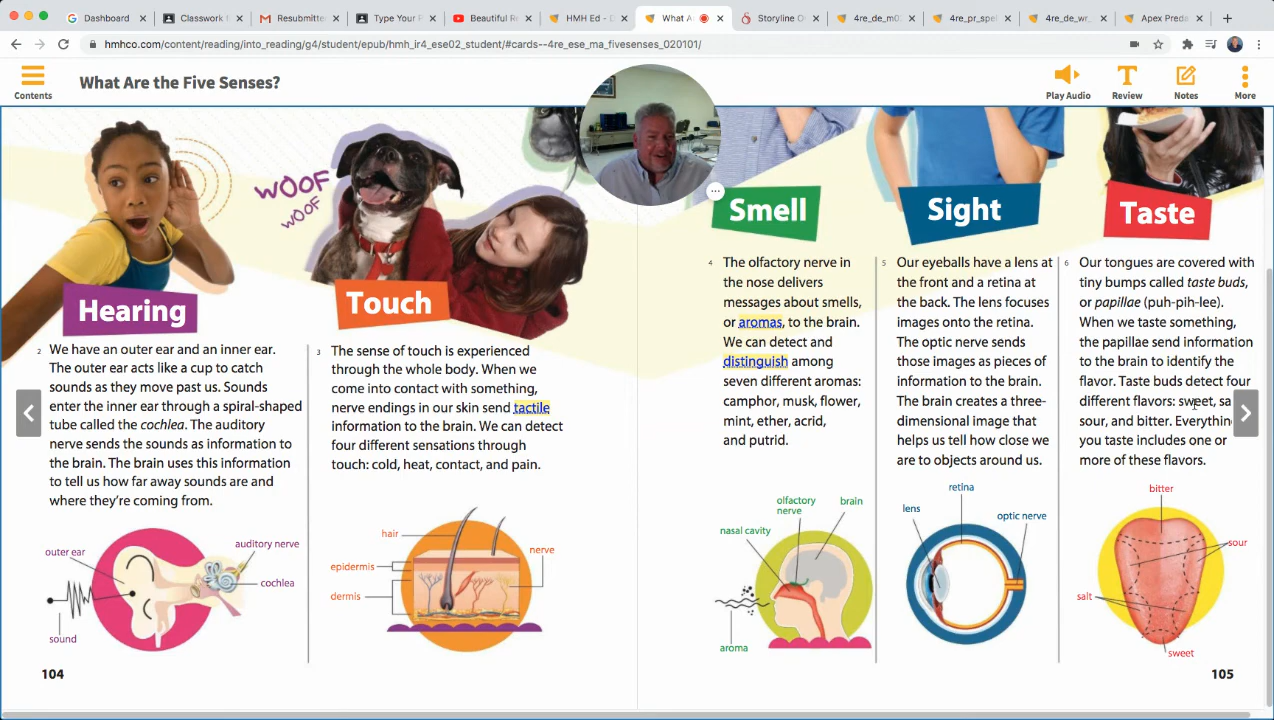 Dashboard
Classwork f
Resubmitte
Type Your P
Beautiful Re
HMH Ed - D
What A
Storyline O
4re_de_m0
4re_pr_spe
4re_de_wr_
Apex Preda
hmhco.com/content/reading/into_reading/g4/student/epub/hmh_ir4_ese02_student/#cards--4re_ese_ma_fivesenses_020101/
Contents
What Are the Five Senses?
Play Audio
Review
Notes
More
WOOF
WOOF
Hearing
2 We have an outer ear and an inner ear.
The outer ear acts like a cup to catch
sounds as they move past us. Sounds
enter the inner ear through a spiral-shaped
tube called the cochlea. The auditory
nerve sends the sounds as information to
the brain. The brain uses this information
to tell us how far away sounds are and
where they're coming from.
outer ear
auditory nerve
cochlea
sound
104
Touch
3 The sense of touch is experienced
through the whole body. When we
come into contact with something,
nerve endings in our skin send tactile
information to the brain. We can detect
four different sensations through
touch: cold, heat, contact, and pain.
hair
nerve
epidermis
dermis
Smell
4 The olfactory nerve in
the nose delivers
messages about smells,
or aromas, to the brain.
We can detect and
distinguish among
seven different aromas:
camphor, musk, flower,
mint, ether, acrid,
and putrid.
olfactory
nerve
brain
nasal cavity
aroma
Sight
5 Our eyeballs have a lens at
the front and a retina at
the back. The lens focuses
images onto the retina.
The optic nerve sends
those images as pieces of
information to the brain.
The brain creates a three-
dimensional image that
helps us tell how close we
are to objects around us.
retina
lens
optic nerve
Taste
6 Our tongues are covered with
tiny bumps called taste buds,
or papillae (puh-pih-lee).
When we taste something,
the papillae send information
to the brain to identify the
flavor. Taste buds detect four
different flavors: sweet, sa
sour, and bitter. Everythin
you taste includes one or
more of these flavors.
bitter
sour
salt
sweet
105